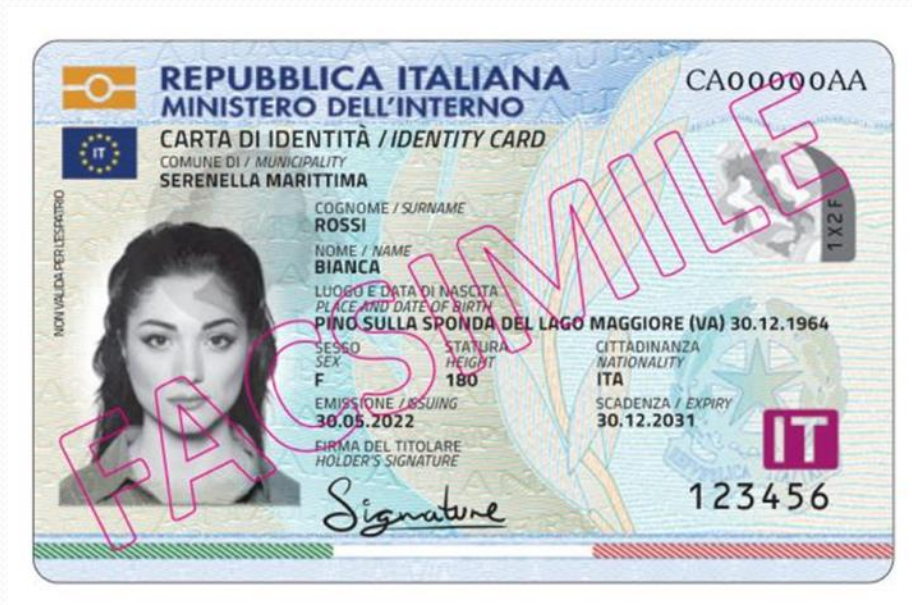 REPUBBLICA ITALIANA
CA00000AA
MINISTERO DELL'INTERNO
CARTA DI IDENTITÀ / IDENTITY CARD
IT
COMUNE DI / MUNICIPALITY
SERENELLA MARITTIMA
NON VALIDA PER L'ESPATRIO
1X2F
COGNOME / SURNAME
ROSSI
NOME / NAME
BIANCA
LUOGO E DATA DI NASCITA
PLACE AND DATE OF BIRTH
PINO SULLA SPONDA DEL LAGO MAGGIORE (VA) 30.12.1964
SESSO STATURA CITTADINANZA
SEX HEIGHT NATIONALITY
F 180 ITA
EMISSIONE / ISSUING SCADENZA / EXPIRY
30.05.2022 30.12.2031
FIRMA DEL TITOLARE
HOLDER'S SIGNATURE
Signature
IT
123456
FACSIMILE